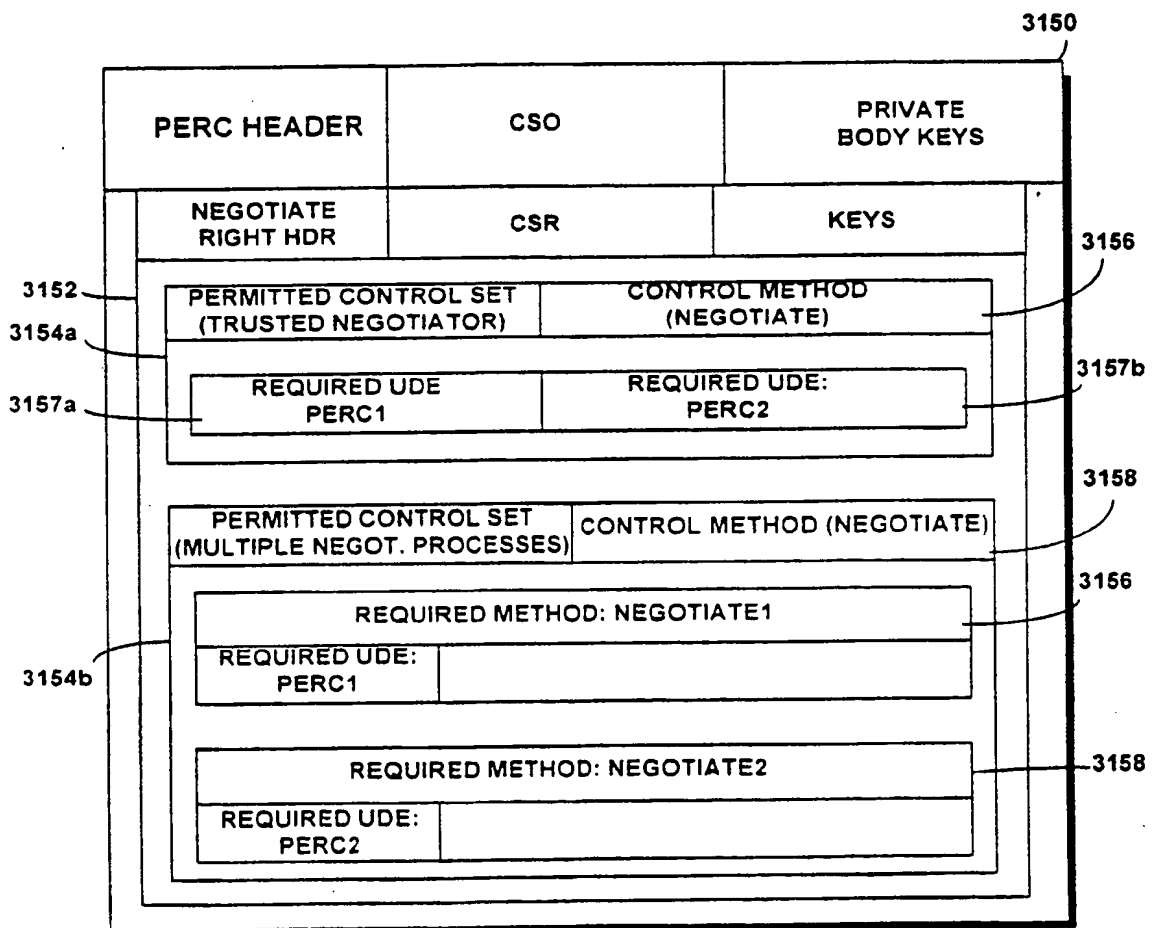 3150
PERC HEADER
CSO
PRIVATE
BODY KEYS
NEGOTIATE
RIGHT HDR
CSR
KEYS
3156
3152
PERMITTED CONTROL SET
(TRUSTED NEGOTIATOR)
CONTROL METHOD
(NEGOTIATE)
3154a
REQUIRED UDE
PERC1
REQUIRED UDE:
PERC2
3157b
3157a
3158
PERMITTED CONTROL SET
(MULTIPLE NEGOT. PROCESSES)
CONTROL METHOD (NEGOTIATE)
3156
REQUIRED METHOD: NEGOTIATE1
REQUIRED UDE:
PERC1
3154b
REQUIRED METHOD: NEGOTIATE2
3158
REQUIRED UDE:
PERC2